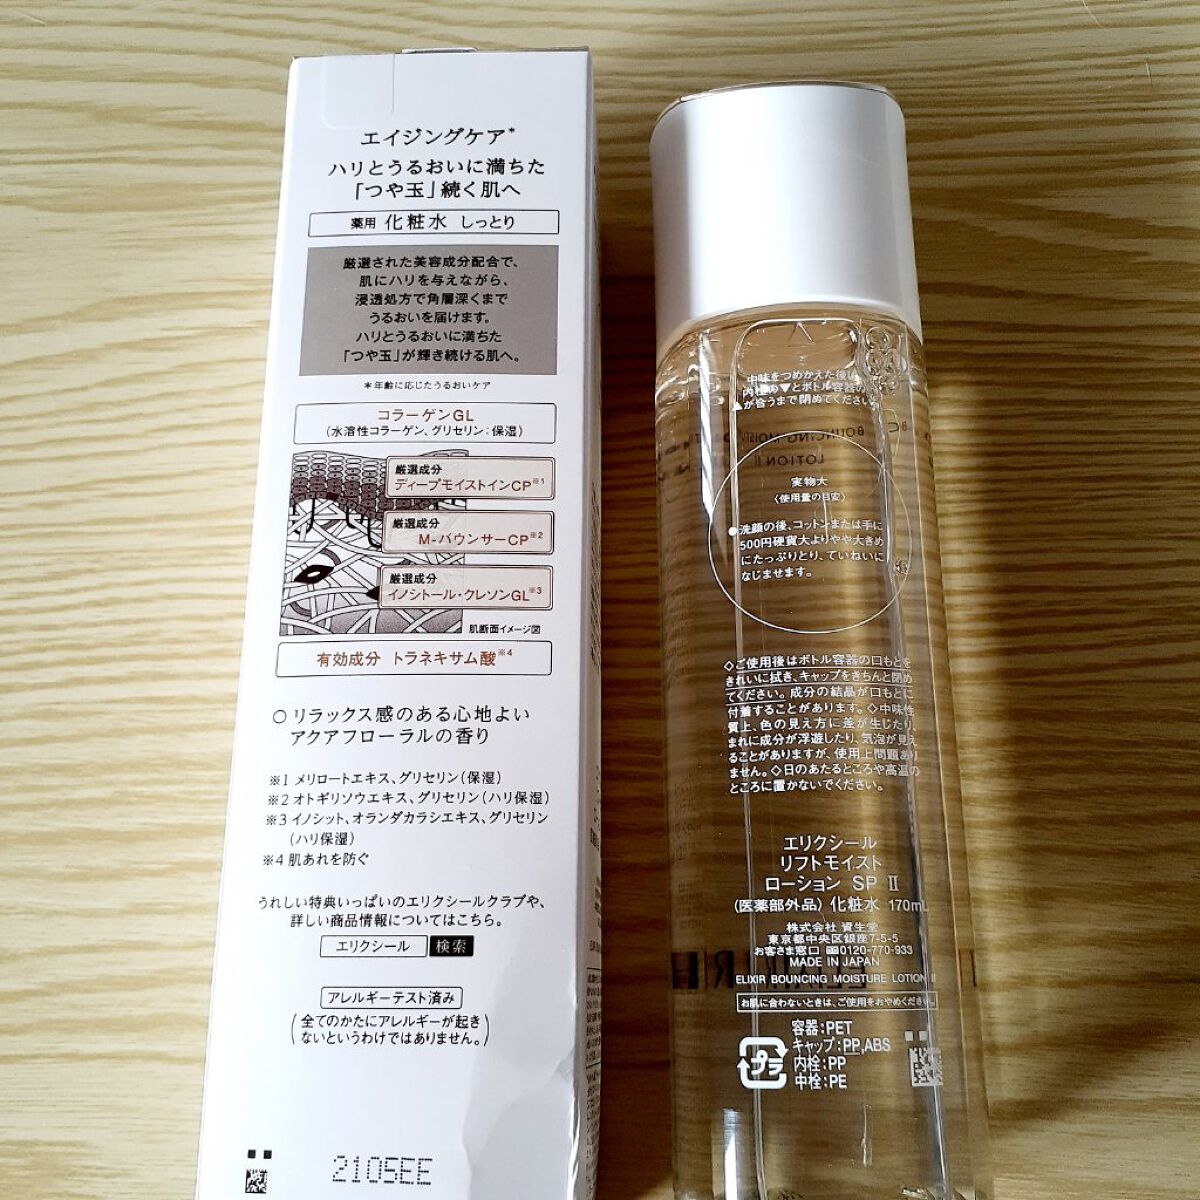 エイジングケア*
ハリとうるおいに満ちた
「つや玉」続く肌へ
薬用 化粧水 しっとり
厳選された美容成分配合で、
肌にハリを与えながら、
浸透処方で角層深くまで
うるおいを届けます。
ハリとうるおいに満ちた
「つや玉」が輝き続ける肌へ。
*年齢に応じたうるおいケア
コラーゲンGL
(水溶性コラーゲン、グリセリン:保湿)
厳選成分
ディープモイストインCP※1
厳選成分
M-バウンサーCP※2
厳選成分
イノシトール・クレソンGL※3
肌断面イメージ図
有効成分 トラネキサム酸※4
○リラックス感のある心地よい
アクアフローラルの香り
※1 メリロートエキス、グリセリン(保湿)
※2 オトギリソウエキス、グリセリン(ハリ保湿)
※3 イノシット、オランダカラシエキス、グリセリン
(ハリ保湿)
※4 肌あれを防ぐ
うれしい特典いっぱいのエリクシールクラブや、
詳しい商品情報についてはこちら。
エリクシール 検索
アレルギーテスト済み
(全てのかたにアレルギーが起き
ないというわけではありません。)
2105EE
中味をつめかえた後は
内栓の▼とボトル容器の
▲が合うまで閉めてください
BOUNCING MOIST
LOTION II
実物大
〈使用量の目安〉
●洗顔の後、コットンまたは手に
500円硬貨大よりやや大きめ
にたっぷりとり、ていねいに
なじませます。
◇ご使用後はボトル容器の口もとを
きれいに拭き、キャップをきちんと閉め
てください。成分の結晶が口もとに
付着することがあります。◇中味性
質上、色の見え方に差が生じたり、
まれに成分が浮遊したり、気泡が見え
ることがありますが、使用上問題あり
ません。◇日のあたるところや高温の
ところに置かないでください。
エリクシール
リフトモイスト
ローション SP II
(医薬部外品) 化粧水 170mL
株式会社 資生堂
東京都中央区銀座7-5-5
お客さま窓口 0120-770-933
MADE IN JAPAN
ELIXIR BOUNCING MOISTURE LOTION II
お肌に合わないときは、ご使用をおやめください。
プラ
容器:PET
キャップ:PP,ABS
内栓:PP
中栓:PE